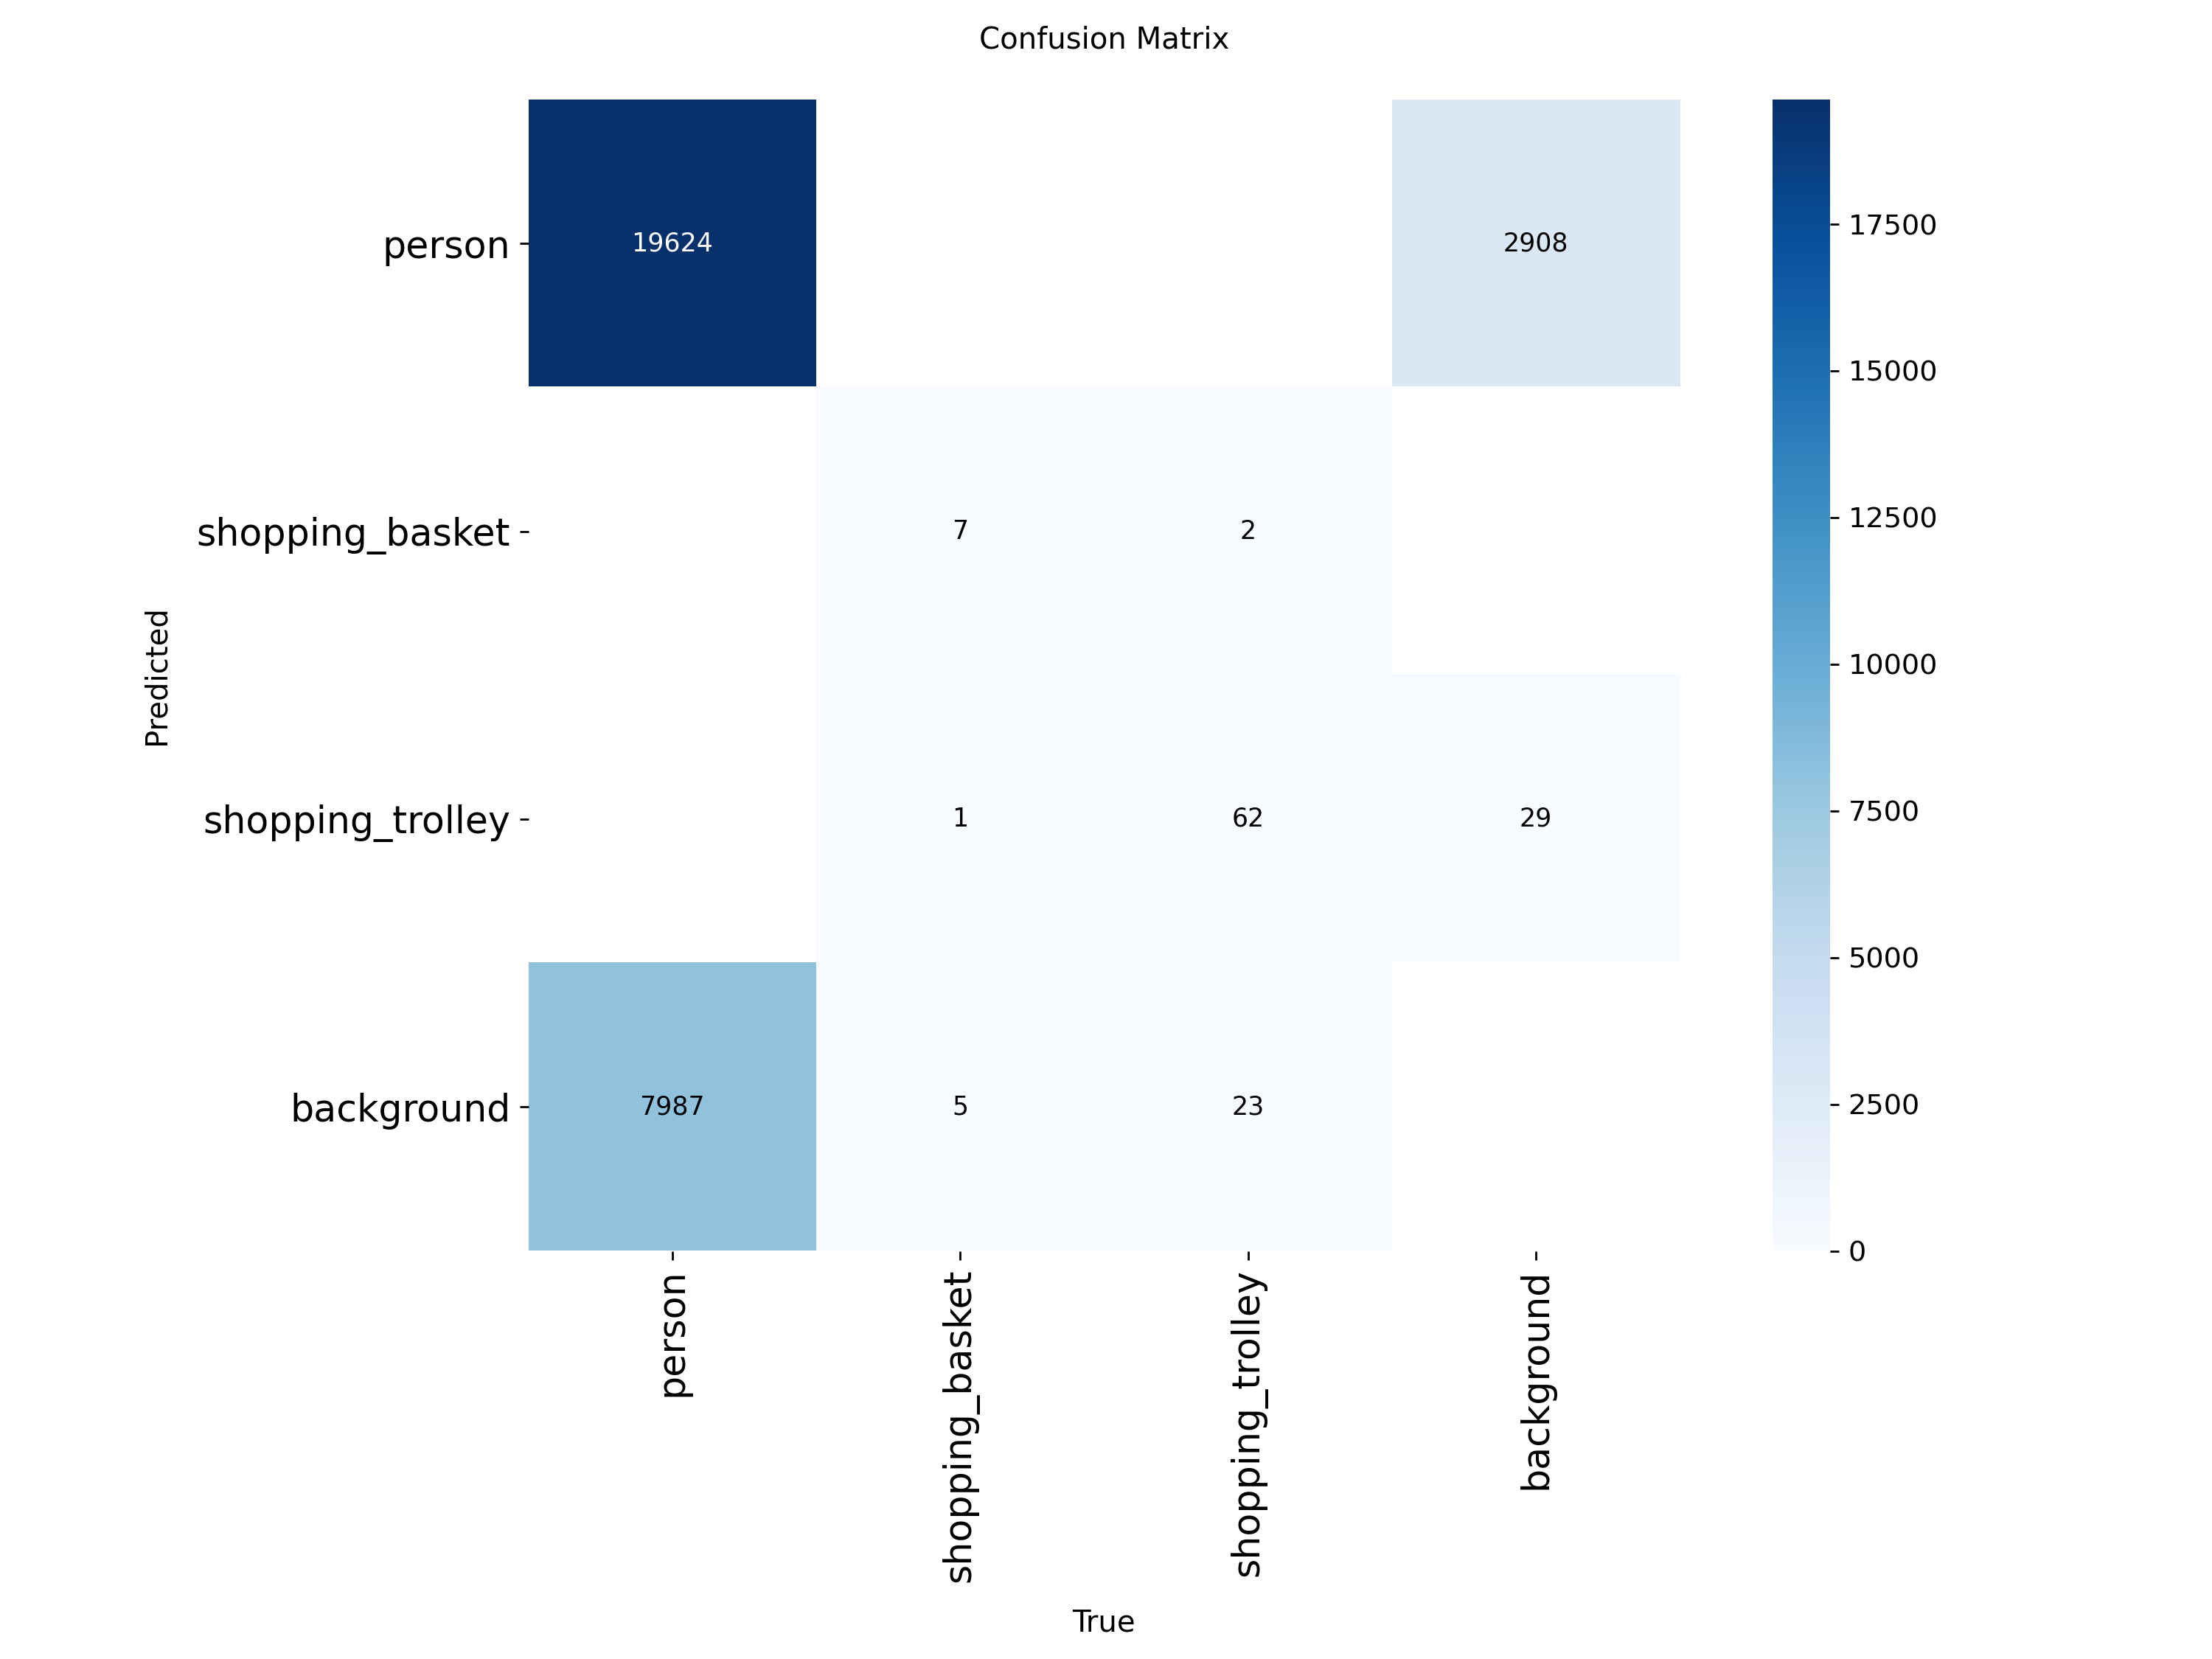 Confusion Matrix
person
19624
2908
17500
15000
shopping_basket
7
2
12500
10000
Predicted
shopping_trolley
1
62
29
7500
5000
background
7987
5
23
2500
0
person
shopping_basket
shopping_trolley
background
True